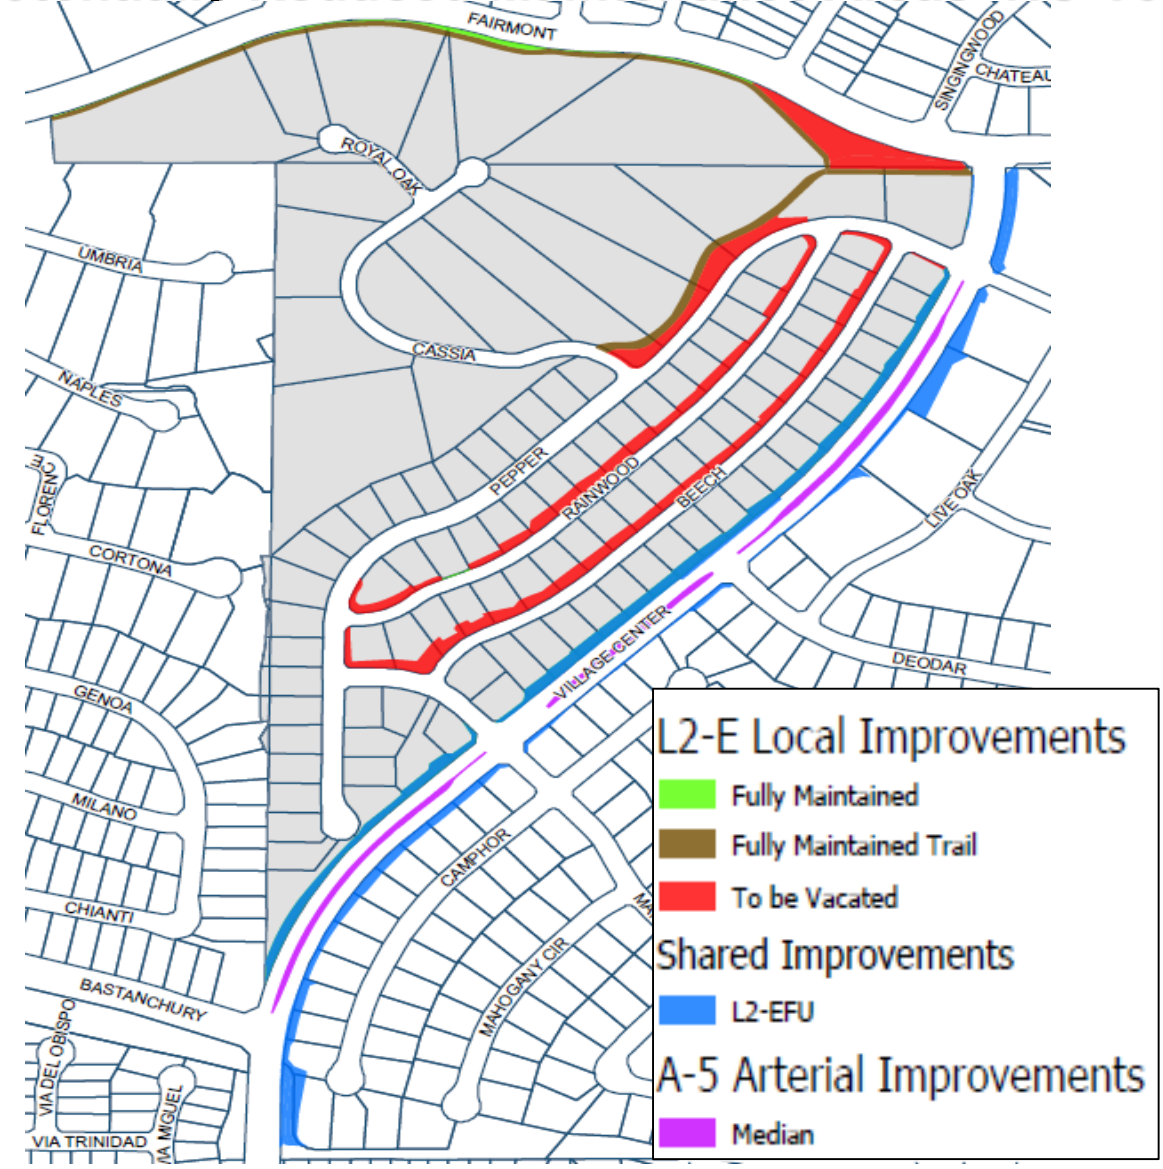 FAIRMONT
SINGINGWOOD
CHATEAU
ROYAL OAK
UMBRIA
CASSIA
NAPLES
PEPPER
RAINWOOD
BEECH
FLORENC
LIVE OAK
CORTONA
VILLAGE CENTER
DEODAR
GENOA
MILANO
CAMPHOR
CHIANTI
MAHOGANY CIR
BASTANCHURY
VIA DEL OBISPO
VIA TRINIDAD
IA MIGUEL
L2-E Local Improvements
Fully Maintained
Fully Maintained Trail
To be Vacated
Shared Improvements
L2-EFU
A-5 Arterial Improvements
Median